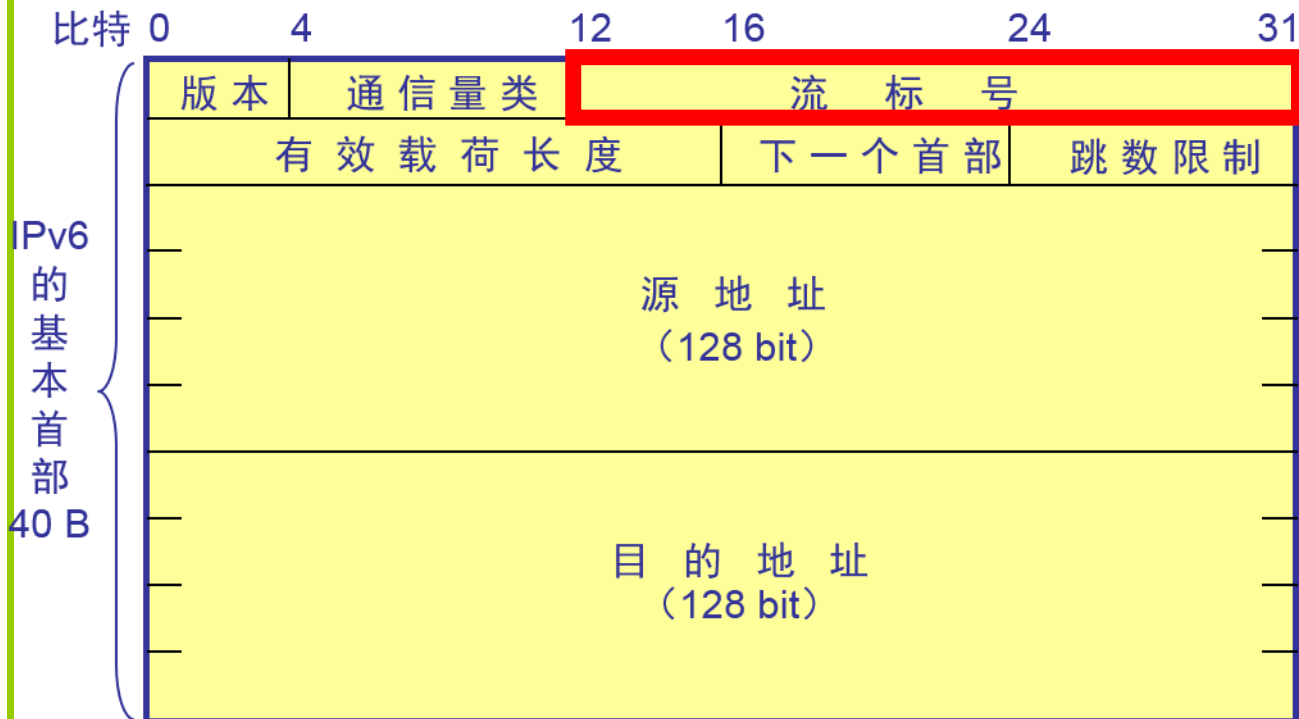 比特 0 4 12 16 24 31
版本 通信量类 流标号
有效载荷长度 下一个首部 跳数限制
IPv6
的
基
本
首
部
40 B
源地址
（128 bit）
目的地址
（128 bit）